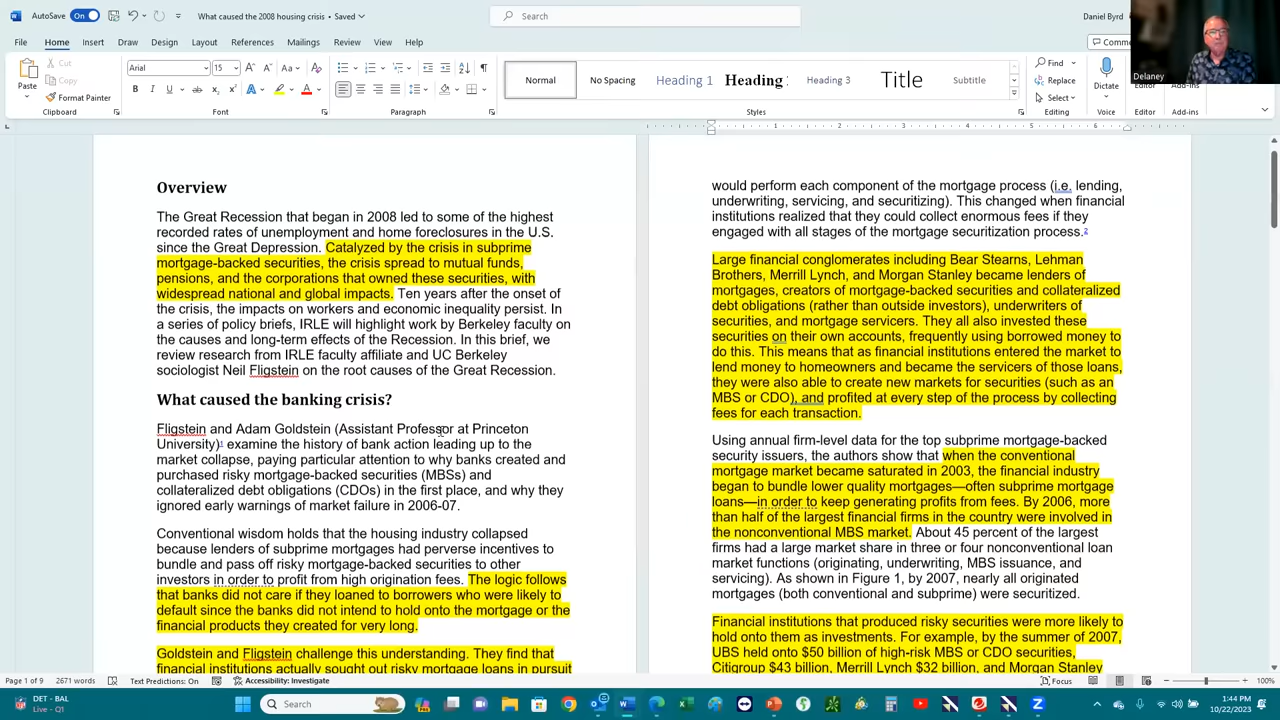 AutoSave On What caused the 2008 housing crisis • Saved Search Daniel Byrd
File Home Insert Draw Design Layout References Mailings Review View Help Comme
Paste Cut Copy Format Painter Clipboard
Arial 15 Font
Paragraph
Normal No Spacing Heading 1 Heading 2 Heading 3 Title Subtitle Styles
Find Replace Select Editing
Dictate Voice
Editor Editor
Add-ins Add-ins
Delaney
Overview
The Great Recession that began in 2008 led to some of the highest
recorded rates of unemployment and home foreclosures in the U.S.
since the Great Depression. Catalyzed by the crisis in subprime
mortgage-backed securities, the crisis spread to mutual funds,
pensions, and the corporations that owned these securities, with
widespread national and global impacts. Ten years after the onset of
the crisis, the impacts on workers and economic inequality persist. In
a series of policy briefs, IRLE will highlight work by Berkeley faculty on
the causes and long-term effects of the Recession. In this brief, we
review research from IRLE faculty affiliate and UC Berkeley
sociologist Neil Fligstein on the root causes of the Great Recession.
What caused the banking crisis?
Fligstein and Adam Goldstein (Assistant Professor at Princeton
University)1 examine the history of bank action leading up to the
market collapse, paying particular attention to why banks created and
purchased risky mortgage-backed securities (MBSs) and
collateralized debt obligations (CDOs) in the first place, and why they
ignored early warnings of market failure in 2006-07.
Conventional wisdom holds that the housing industry collapsed
because lenders of subprime mortgages had perverse incentives to
bundle and pass off risky mortgage-backed securities to other
investors in order to profit from high origination fees. The logic follows
that banks did not care if they loaned to borrowers who were likely to
default since the banks did not intend to hold onto the mortgage or the
financial products they created for very long.
Goldstein and Fligstein challenge this understanding. They find that
financial institutions actually sought out risky mortgage loans in pursuit
would perform each component of the mortgage process (i.e. lending,
underwriting, servicing, and securitizing). This changed when financial
institutions realized that they could collect enormous fees if they
engaged with all stages of the mortgage securitization process.2
Large financial conglomerates including Bear Stearns, Lehman
Brothers, Merrill Lynch, and Morgan Stanley became lenders of
mortgages, creators of mortgage-backed securities and collateralized
debt obligations (rather than outside investors), underwriters of
securities, and mortgage servicers. They all also invested these
securities on their own accounts, frequently using borrowed money to
do this. This means that as financial institutions entered the market to
lend money to homeowners and became the servicers of those loans,
they were also able to create new markets for securities (such as an
MBS or CDO), and profited at every step of the process by collecting
fees for each transaction.
Using annual firm-level data for the top subprime mortgage-backed
security issuers, the authors show that when the conventional
mortgage market became saturated in 2003, the financial industry
began to bundle lower quality mortgages—often subprime mortgage
loans—in order to keep generating profits from fees. By 2006, more
than half of the largest financial firms in the country were involved in
the nonconventional MBS market. About 45 percent of the largest
firms had a large market share in three or four nonconventional loan
market functions (originating, underwriting, MBS issuance, and
servicing). As shown in Figure 1, by 2007, nearly all originated
mortgages (both conventional and subprime) were securitized.
Financial institutions that produced risky securities were more likely to
hold onto them as investments. For example, by the summer of 2007,
UBS held onto $50 billion of high-risk MBS or CDO securities,
Citigroup $43 billion, Merrill Lynch $32 billion, and Morgan Stanley
Page 1 of 9 2671 words Text Predictions: On Accessibility: Investigate Focus 100%
DET - BAL
Live - Q1
Search
1:44 PM
10/22/2023